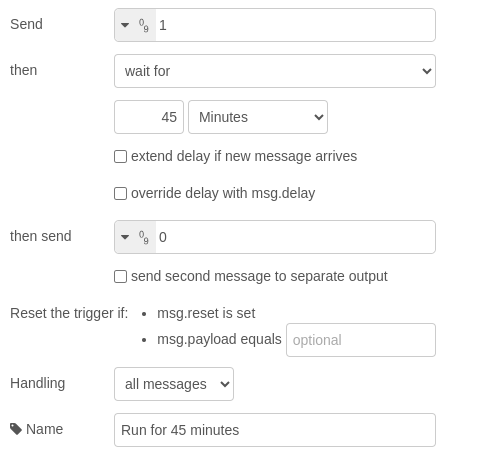 Send 1
then wait for
45 Minutes
extend delay if new message arrives
override delay with msg.delay
then send 0
send second message to separate output
Reset the trigger if: • msg.reset is set
• msg.payload equals optional
Handling all messages
Name Run for 45 minutes